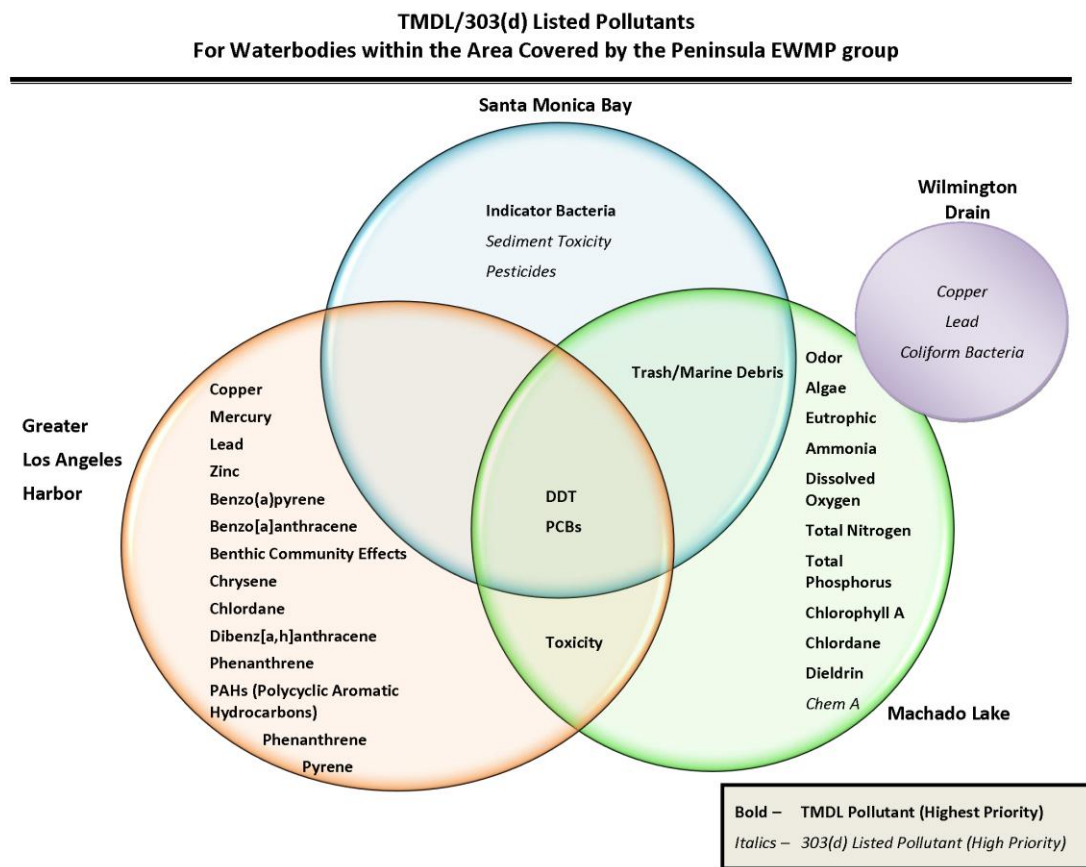 TMDL/303(d) Listed Pollutants
For Waterbodies within the Area Covered by the Peninsula EWMP group
Santa Monica Bay
Indicator Bacteria
Sediment Toxicity
Pesticides
Wilmington
Drain
Copper
Lead
Coliform Bacteria
Trash/Marine Debris
Greater
Los Angeles
Harbor
Copper
Mercury
Lead
Zinc
Benzo(a)pyrene
Benzo[a]anthracene
Benthic Community Effects
Chrysene
Chlordane
Dibenz[a,h]anthracene
Phenanthrene
PAHs (Polycyclic Aromatic
Hydrocarbons)
Phenanthrene
Pyrene
DDT
PCBs
Toxicity
Odor
Algae
Eutrophic
Ammonia
Dissolved
Oxygen
Total Nitrogen
Total
Phosphorus
Chlorophyll A
Chlordane
Dieldrin
Chem A
Machado Lake
Bold – TMDL Pollutant (Highest Priority)
Italics – 303(d) Listed Pollutant (High Priority)